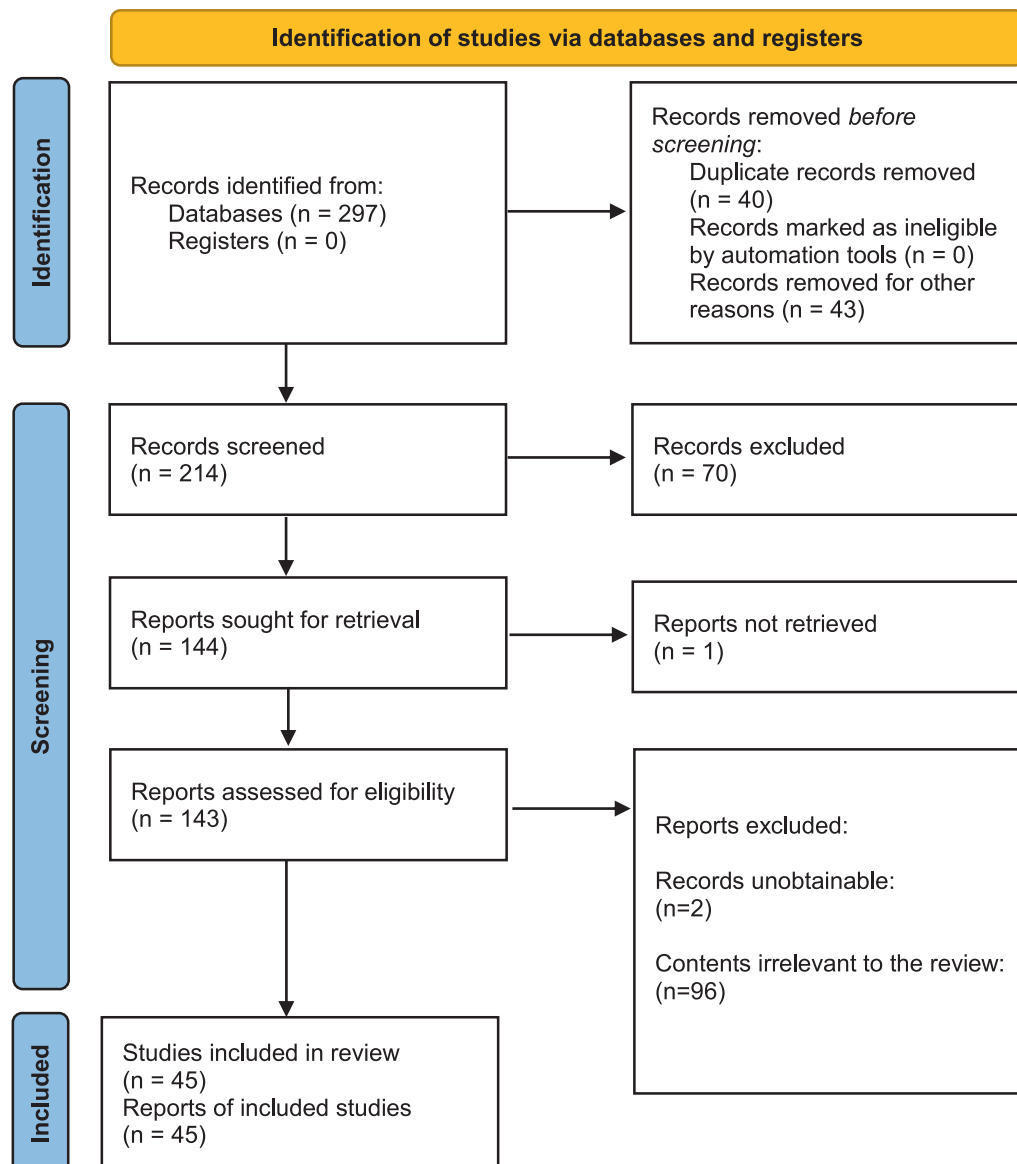 Identification of studies via databases and registers
Identification
Records identified from:
Databases (n = 297)
Registers (n = 0)
Records removed before
screening:
Duplicate records removed
(n = 40)
Records marked as ineligible
by automation tools (n = 0)
Records removed for other
reasons (n = 43)
Screening
Records screened
(n = 214)
Records excluded
(n = 70)
Reports sought for retrieval
(n = 144)
Reports not retrieved
(n = 1)
Reports assessed for eligibility
(n = 143)
Reports excluded:
Records unobtainable:
(n=2)
Contents irrelevant to the review:
(n=96)
Included
Studies included in review
(n = 45)
Reports of included studies
(n = 45)